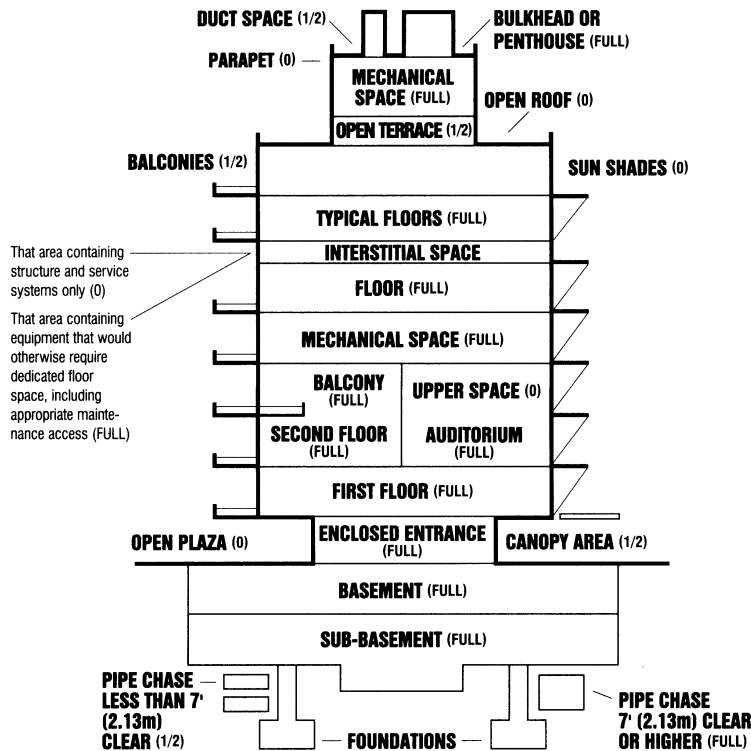 DUCT SPACE (1/2)
BULKHEAD OR
PENTHOUSE (FULL)
PARAPET (0)
MECHANICAL
SPACE (FULL)
OPEN ROOF (0)
OPEN TERRACE (1/2)
BALCONIES (1/2)
SUN SHADES (0)
TYPICAL FLOORS (FULL)
INTERSTITIAL SPACE
That area containing
structure and service
systems only (0)
FLOOR (FULL)
That area containing
equipment that would
otherwise require
dedicated floor
space, including
appropriate mainte-
nance access (FULL)
MECHANICAL SPACE (FULL)
BALCONY
(FULL)
UPPER SPACE (0)
SECOND FLOOR
(FULL)
AUDITORIUM
(FULL)
FIRST FLOOR (FULL)
OPEN PLAZA (0)
ENCLOSED ENTRANCE
(FULL)
CANOPY AREA (1/2)
BASEMENT (FULL)
SUB-BASEMENT (FULL)
PIPE CHASE
LESS THAN 7'
(2.13m)
CLEAR (1/2)
PIPE CHASE
7' (2.13m) CLEAR
OR HIGHER (FULL)
FOUNDATIONS